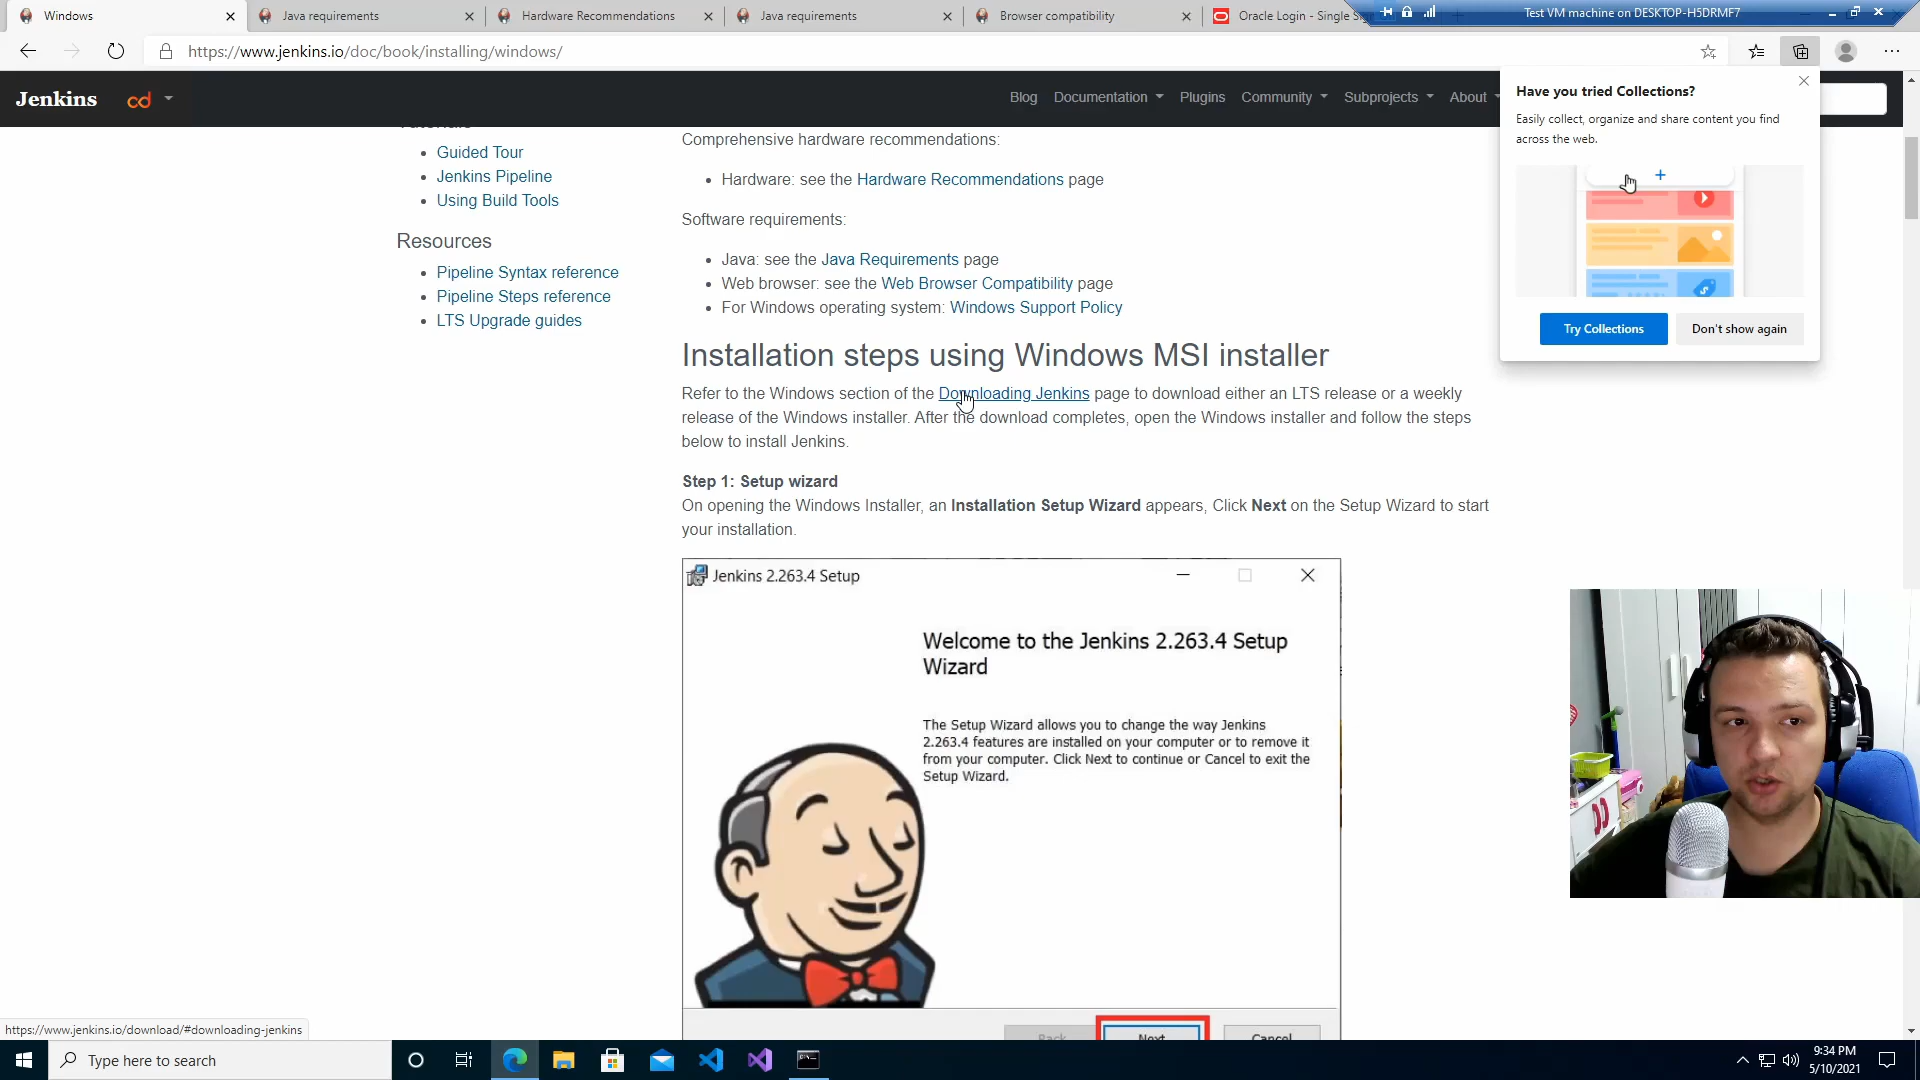 Windows
Java requirements
Hardware Recommendations
Java requirements
Browser compatibility
Oracle Login - Single Si
Test VM machine on DESKTOP-H5DRMF7
https://www.jenkins.io/doc/book/installing/windows/
Jenkins
cd
Blog
Documentation
Plugins
Community
Subprojects
About
Have you tried Collections?
Easily collect, organize and share content you find
across the web.
Try Collections
Don't show again
Tutorials
Guided Tour
Jenkins Pipeline
Using Build Tools
Resources
Pipeline Syntax reference
Pipeline Steps reference
LTS Upgrade guides
Comprehensive hardware recommendations:
Hardware: see the Hardware Recommendations page
Software requirements:
Java: see the Java Requirements page
Web browser: see the Web Browser Compatibility page
For Windows operating system: Windows Support Policy
Installation steps using Windows MSI installer
Refer to the Windows section of the Downloading Jenkins page to download either an LTS release or a weekly
release of the Windows installer. After the download completes, open the Windows installer and follow the steps
below to install Jenkins.
Step 1: Setup wizard
On opening the Windows Installer, an Installation Setup Wizard appears, Click Next on the Setup Wizard to start
your installation.
Jenkins 2.263.4 Setup
Welcome to the Jenkins 2.263.4 Setup
Wizard
The Setup Wizard allows you to change the way Jenkins
2.263.4 features are installed on your computer or to remove it
from your computer. Click Next to continue or Cancel to exit the
Setup Wizard.
Back
Next
Cancel
https://www.jenkins.io/download/#downloading-jenkins
Type here to search
9:34 PM
5/10/2021